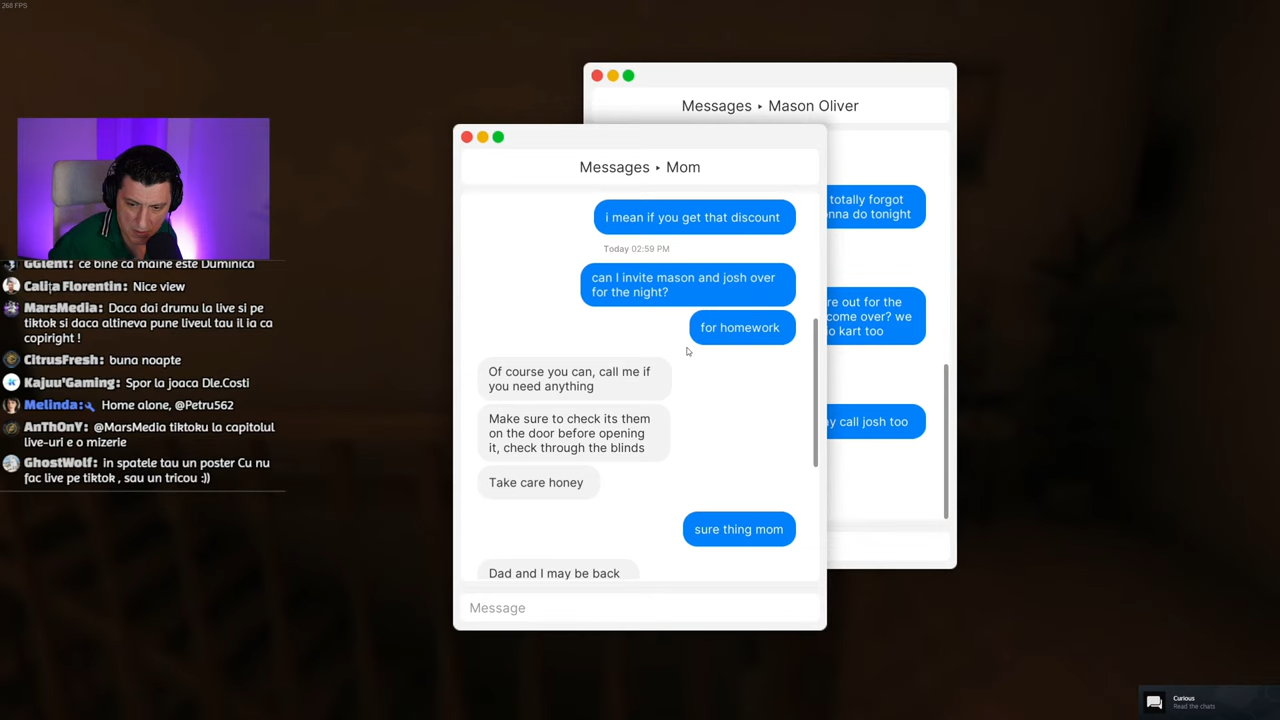 268 FPS
Messages ▸ Mason Oliver
totally forgot
nna do tonight
re out for the
come over? we
o kart too
ay call josh too
Messages ▸ Mom
i mean if you get that discount
Today 02:59 PM
can I invite mason and josh over
for the night?
for homework
Of course you can, call me if
you need anything
Make sure to check its them
on the door before opening
it, check through the blinds
Take care honey
sure thing mom
Dad and I may be back
Message
GGlent: ce bine ca maine este Duminica
Calița Florentin: Nice view
MarsMedia: Daca dai drumu la live si pe
tiktok si daca altineva pune liveul tau il ia ca
copiright !
CitrusFresh: buna noapte
Kajuu'Gaming: Spor la joaca Dle.Costi
Melinda: Home alone, @Petru562
AnThOnY: @MarsMedia tiktoku la capitolul
live-uri e o mizerie
GhostWolf: in spatele tau un poster Cu nu
fac live pe tiktok , sau un tricou :))
Curious
Read the chats